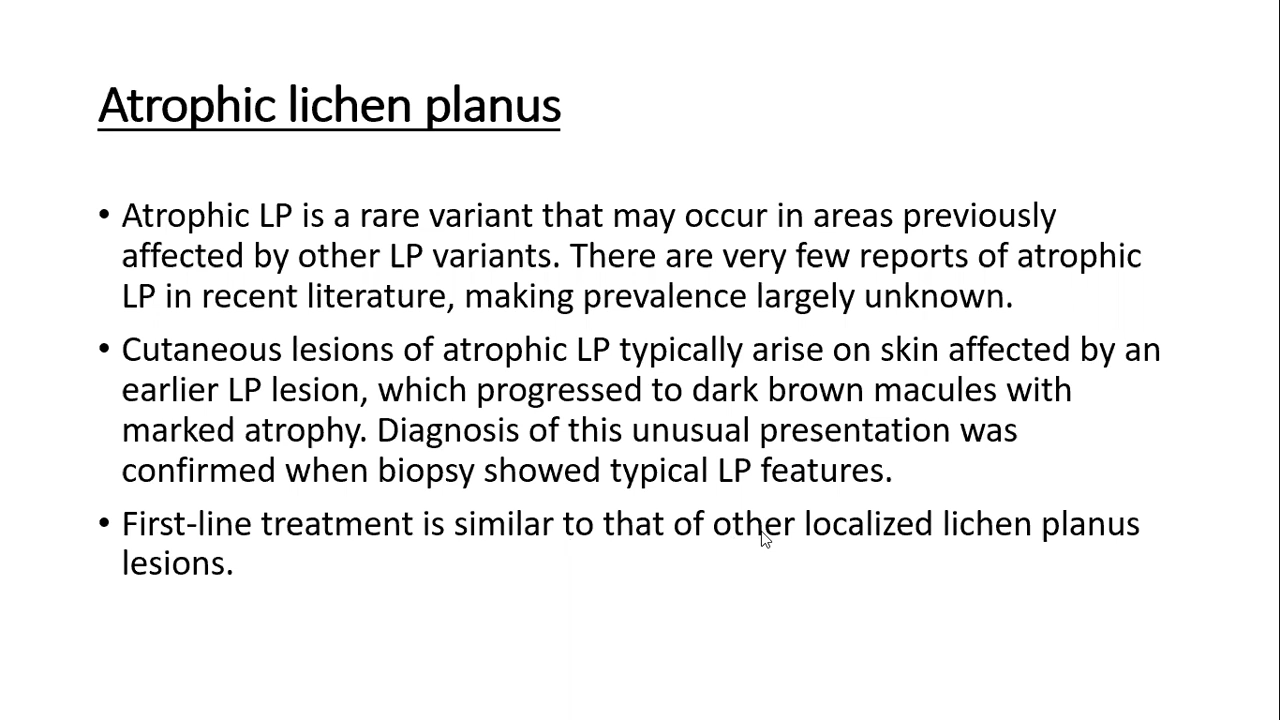 Atrophic lichen planus
• Atrophic LP is a rare variant that may occur in areas previously
affected by other LP variants. There are very few reports of atrophic
LP in recent literature, making prevalence largely unknown.
• Cutaneous lesions of atrophic LP typically arise on skin affected by an
earlier LP lesion, which progressed to dark brown macules with
marked atrophy. Diagnosis of this unusual presentation was
confirmed when biopsy showed typical LP features.
• First-line treatment is similar to that of other localized lichen planus
lesions.